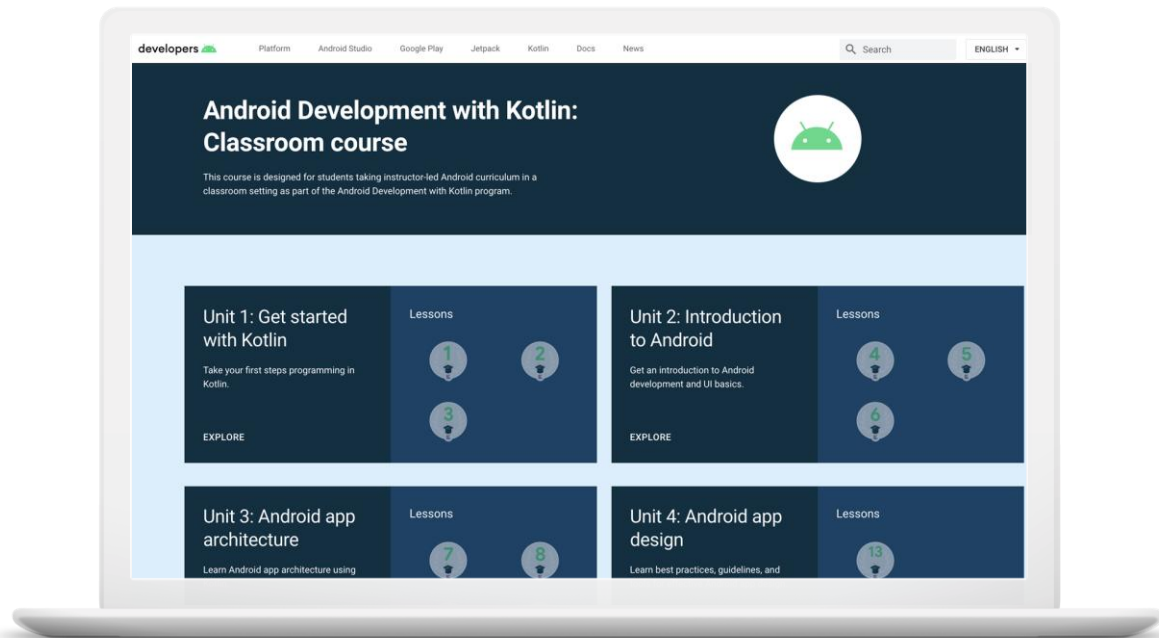 developers Platform Android Studio Google Play Jetpack Kotlin Docs News Search ENGLISH
Android Development with Kotlin:
Classroom course
This course is designed for students taking instructor-led Android curriculum in a
classroom setting as part of the Android Development with Kotlin program.
Unit 1: Get started
with Kotlin
Take your first steps programming in
Kotlin.
EXPLORE
Lessons
1 2
3
Unit 2: Introduction
to Android
Get an introduction to Android
development and UI basics.
EXPLORE
Lessons
4 5
6
Unit 3: Android app
architecture
Learn Android app architecture using
Lessons
7 8
Unit 4: Android app
design
Learn best practices, guidelines, and
Lessons
13